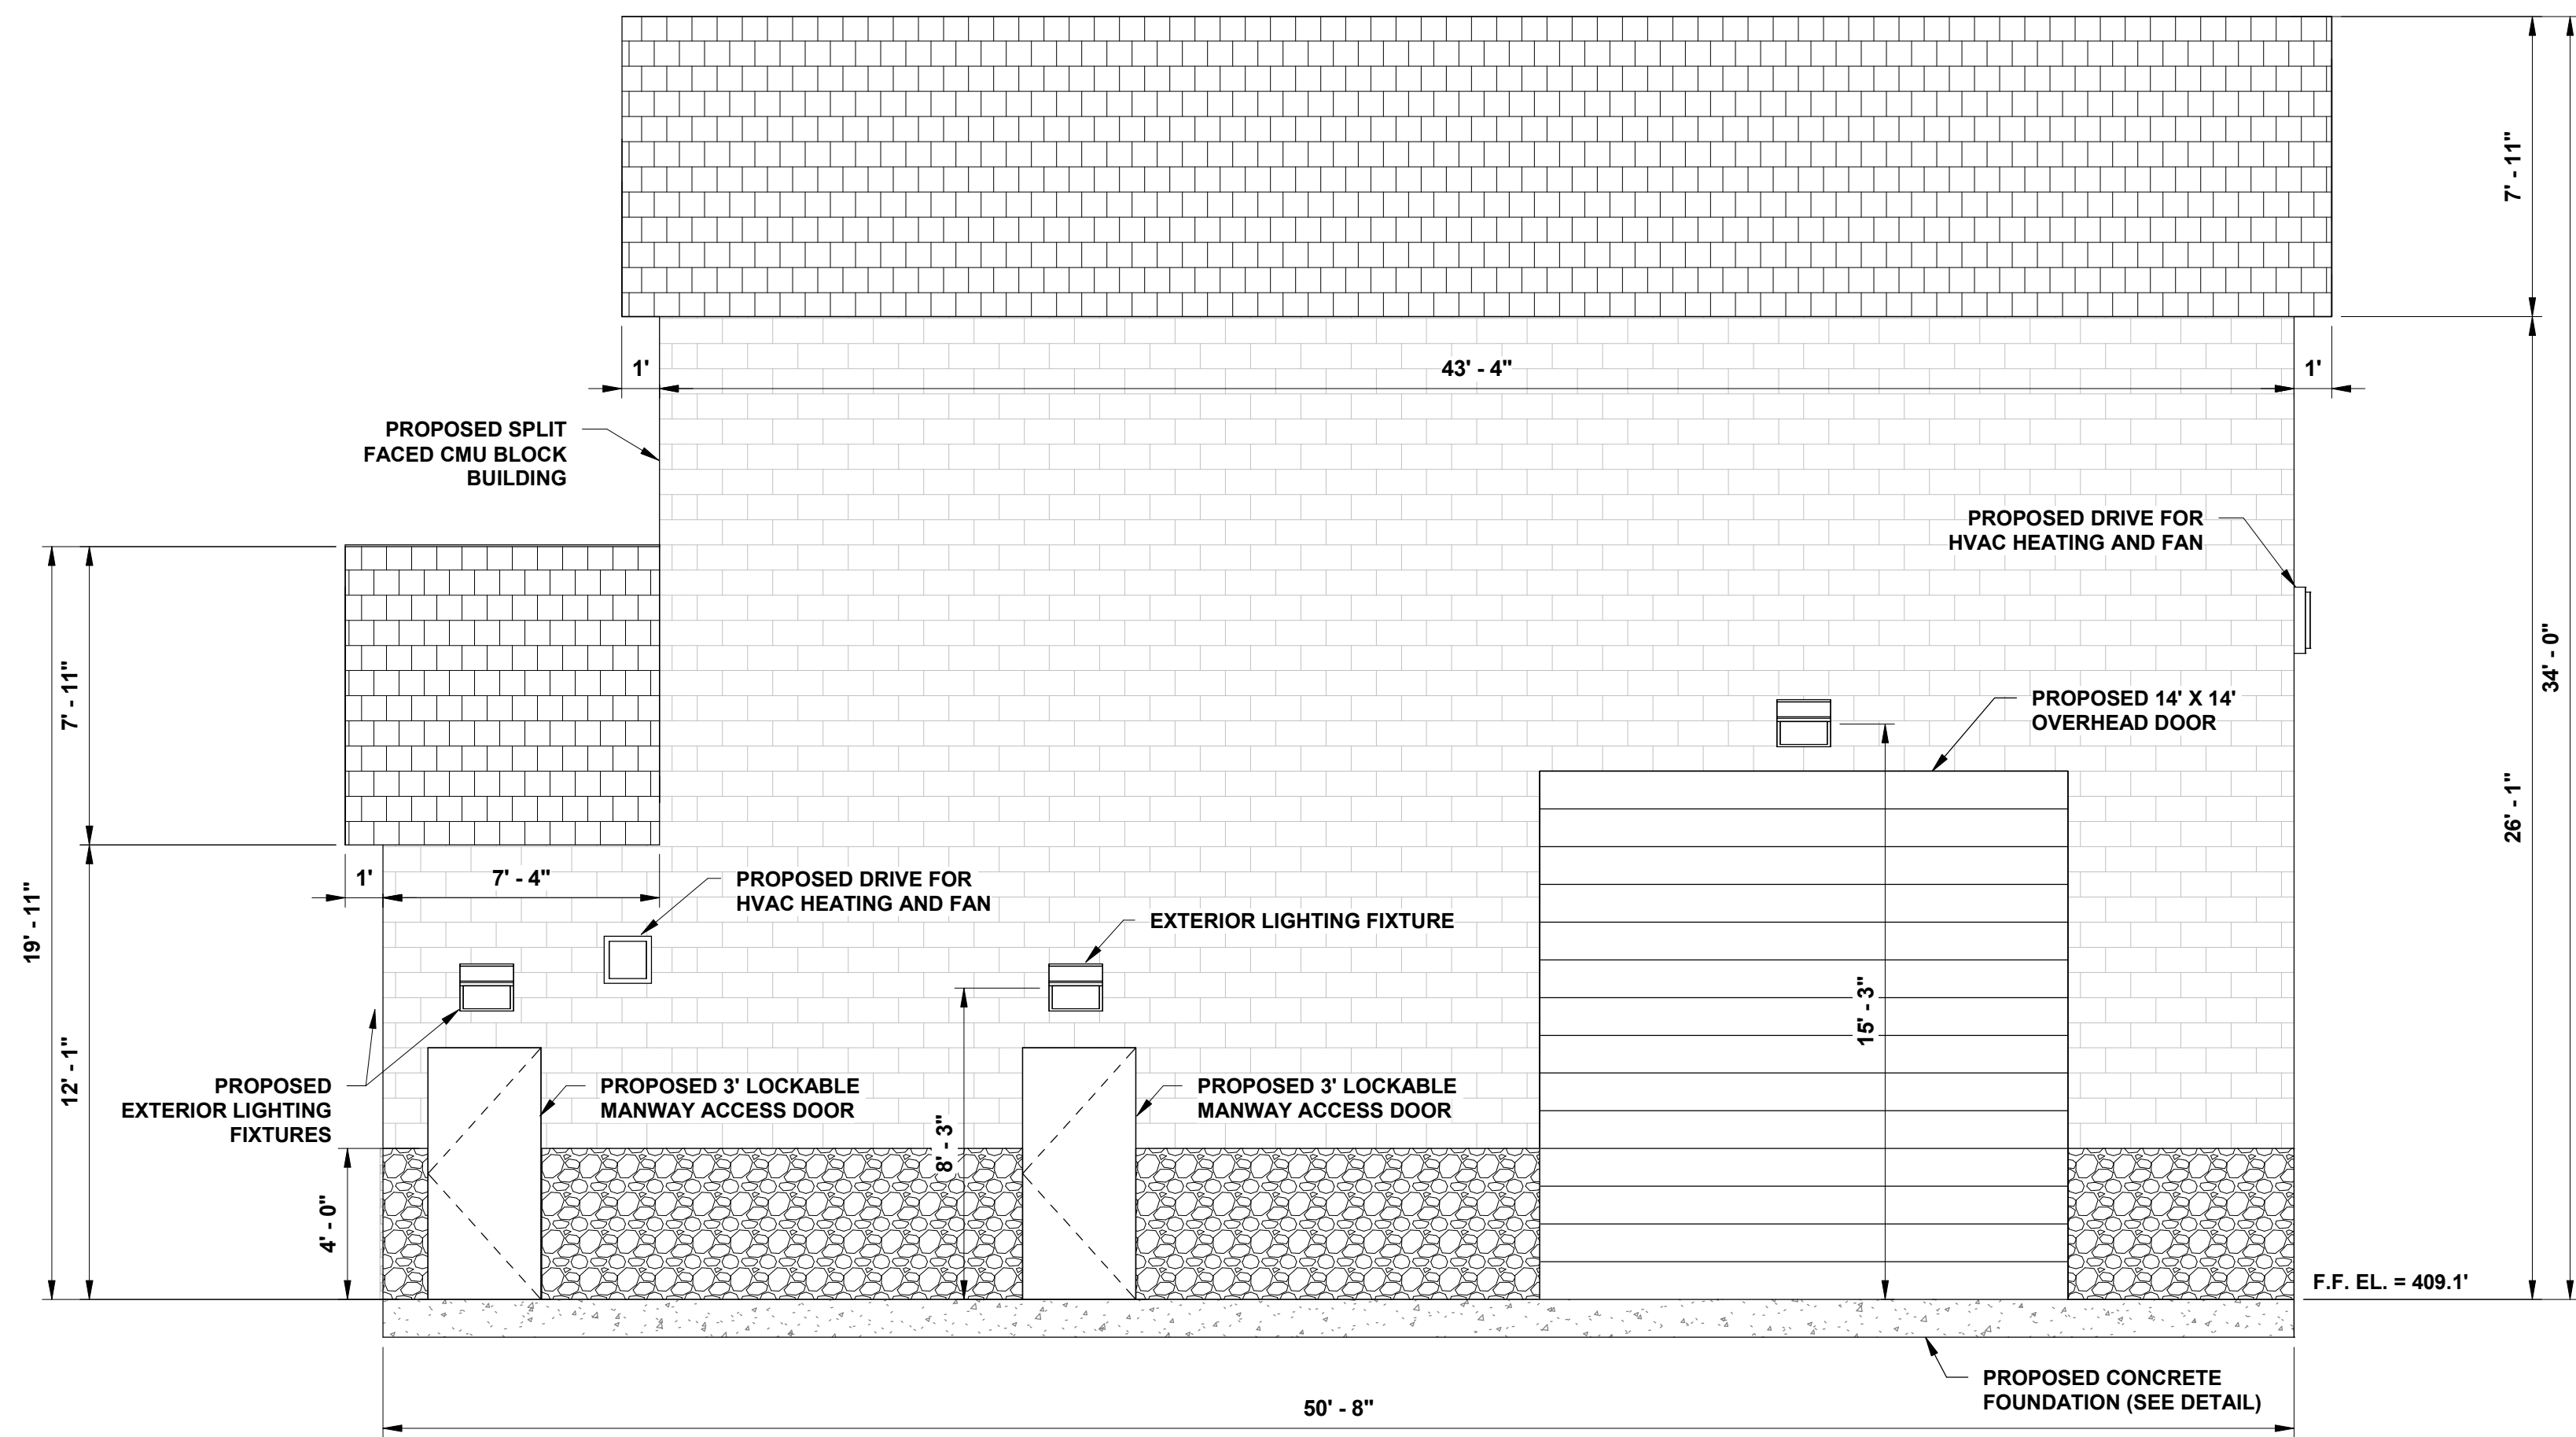 7' - 11"
1'
43' - 4"
1'
PROPOSED SPLIT
FACED CMU BLOCK
BUILDING
PROPOSED DRIVE FOR
HVAC HEATING AND FAN
34' - 0"
7' - 11"
PROPOSED 14' X 14'
OVERHEAD DOOR
26' - 1"
1'
7' - 4"
PROPOSED DRIVE FOR
HVAC HEATING AND FAN
EXTERIOR LIGHTING FIXTURE
19' - 11"
15' - 3"
12' - 1"
PROPOSED
EXTERIOR LIGHTING
FIXTURES
PROPOSED 3' LOCKABLE
MANWAY ACCESS DOOR
8' - 3"
PROPOSED 3' LOCKABLE
MANWAY ACCESS DOOR
4' - 0"
F.F. EL. = 409.1'
PROPOSED CONCRETE
FOUNDATION (SEE DETAIL)
50' - 8"